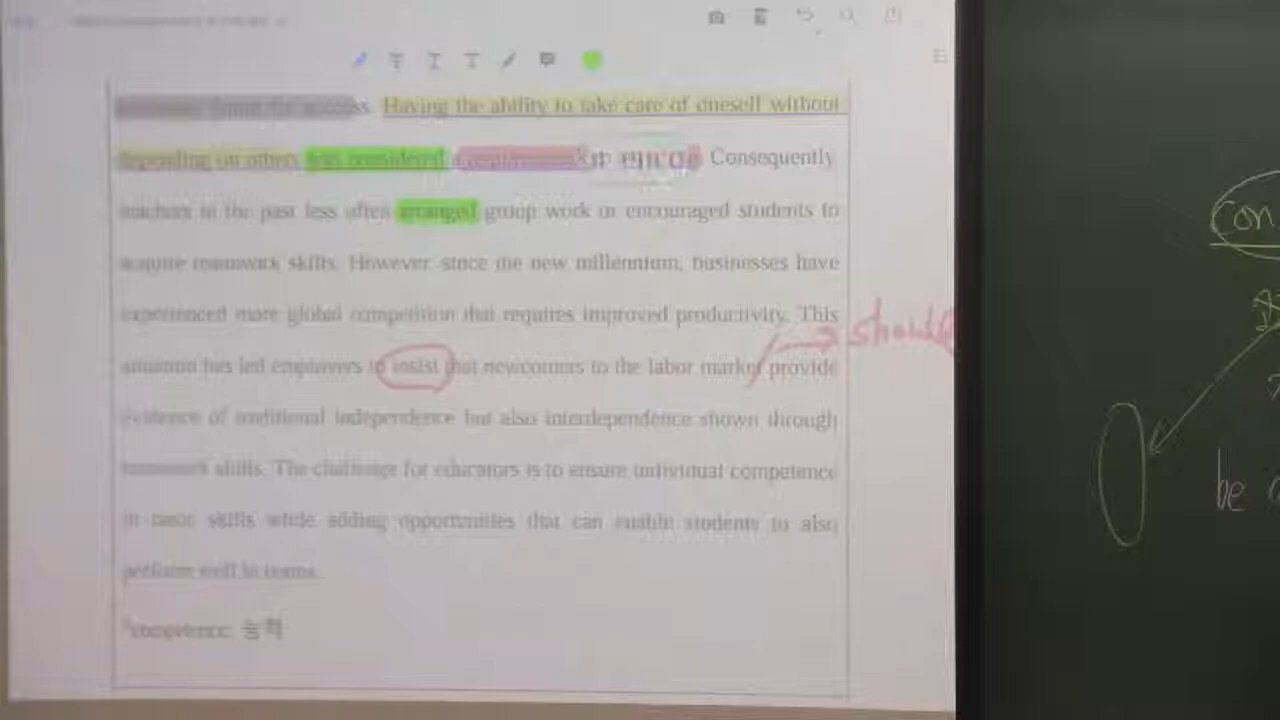 success. Having the ability to take care of oneself without
depending on others was considered a requirement for everyone Consequently
teachers in the past less often arranged group work or encouraged students to
acquire teamwork skills. However since the new millennium, businesses have
experienced more global competition that requires improved productivity. This
should
situation has led employers to insist that newcomers to the labor market provide
evidence of traditional independence but also interdependence shown through
teamwork skills. The challenge for educators is to ensure individual competence
in basic skills while adding opportunities that can enable students to also
perform well in teams.
*competence: 능력
con
be